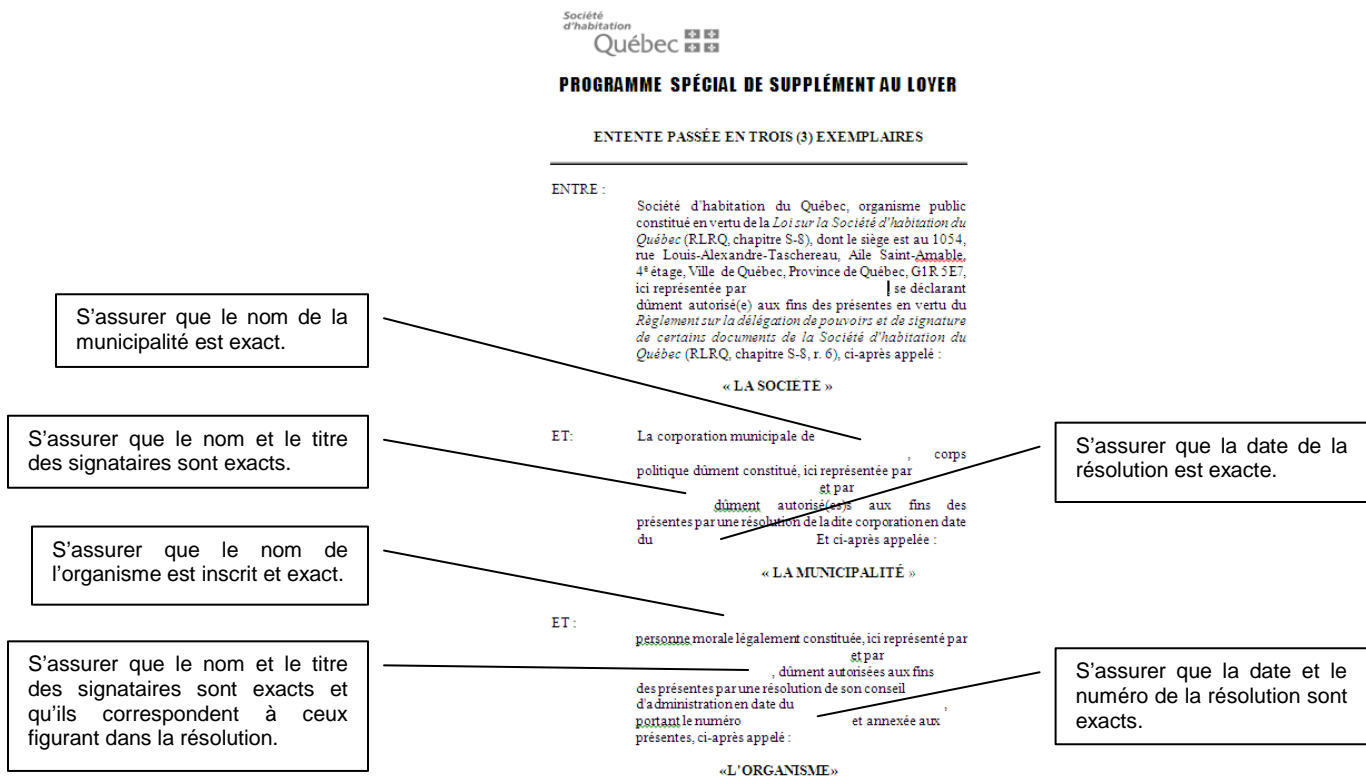 Société
d'habitation
Québec
PROGRAMME SPÉCIAL DE SUPPLÉMENT AU LOYER
ENTENTE PASSÉE EN TROIS (3) EXEMPLAIRES
ENTRE :
Société d'habitation du Québec, organisme public
constitué en vertu de la Loi sur la Société d'habitation du
Québec (RLRQ, chapitre S-8), dont le siège est au 1054,
rue Louis-Alexandre-Taschereau, Aile Saint-Amable,
4e étage, Ville de Québec, Province de Québec, G1R 5E7,
ici représentée par se déclarant
dûment autorisé(e) aux fins des présentes en vertu du
Règlement sur la délégation de pouvoirs et de signature
de certains documents de la Société d'habitation du
Québec (RLRQ, chapitre S-8, r. 6), ci-après appelé :
« LA SOCIÉTÉ »
S'assurer que le nom de la
municipalité est exact.
ET: La corporation municipale de
, corps
politique dûment constitué, ici représentée par
et par
dûment autorisé(es)s aux fins des
présentes par une résolution de ladite corporation en date
du Et ci-après appelée :
« LA MUNICIPALITÉ »
S'assurer que le nom et le titre
des signataires sont exacts.
S'assurer que la date de la
résolution est exacte.
S'assurer que le nom de
l'organisme est inscrit et exact.
ET :
personne morale légalement constituée, ici représenté par
et par
, dûment autorisées aux fins
des présentes par une résolution de son conseil
d'administration en date du ,
portant le numéro et annexée aux
présentes, ci-après appelé :
«L'ORGANISME»
S'assurer que le nom et le titre
des signataires sont exacts et
qu'ils correspondent à ceux
figurant dans la résolution.
S'assurer que la date et le
numéro de la résolution sont
exacts.